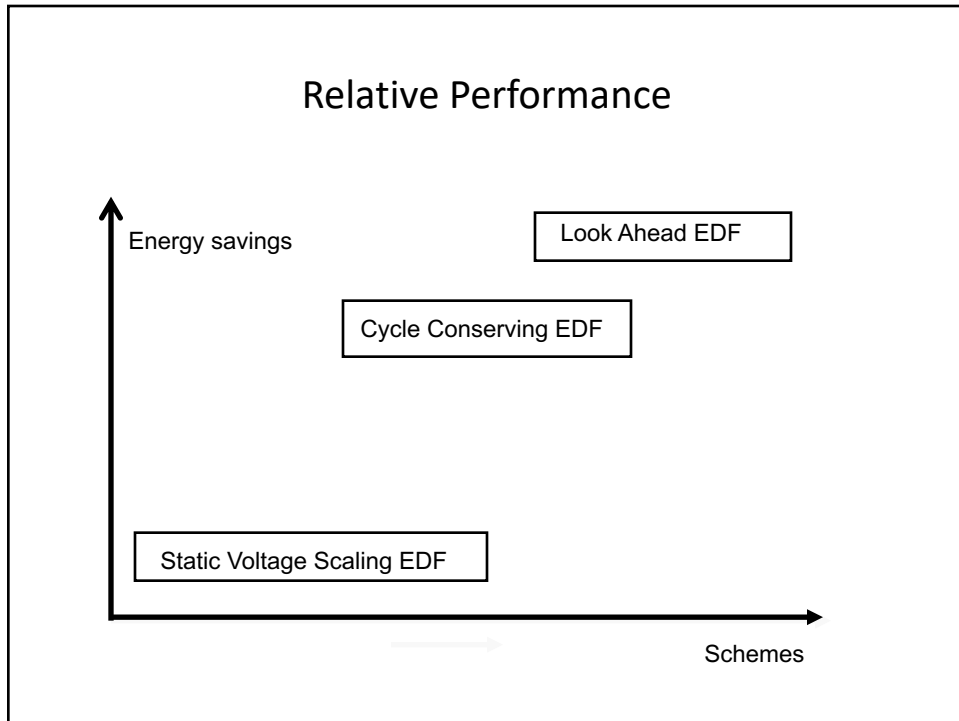 Relative Performance
Energy savings
Look Ahead EDF
Cycle Conserving EDF
Static Voltage Scaling EDF
Schemes